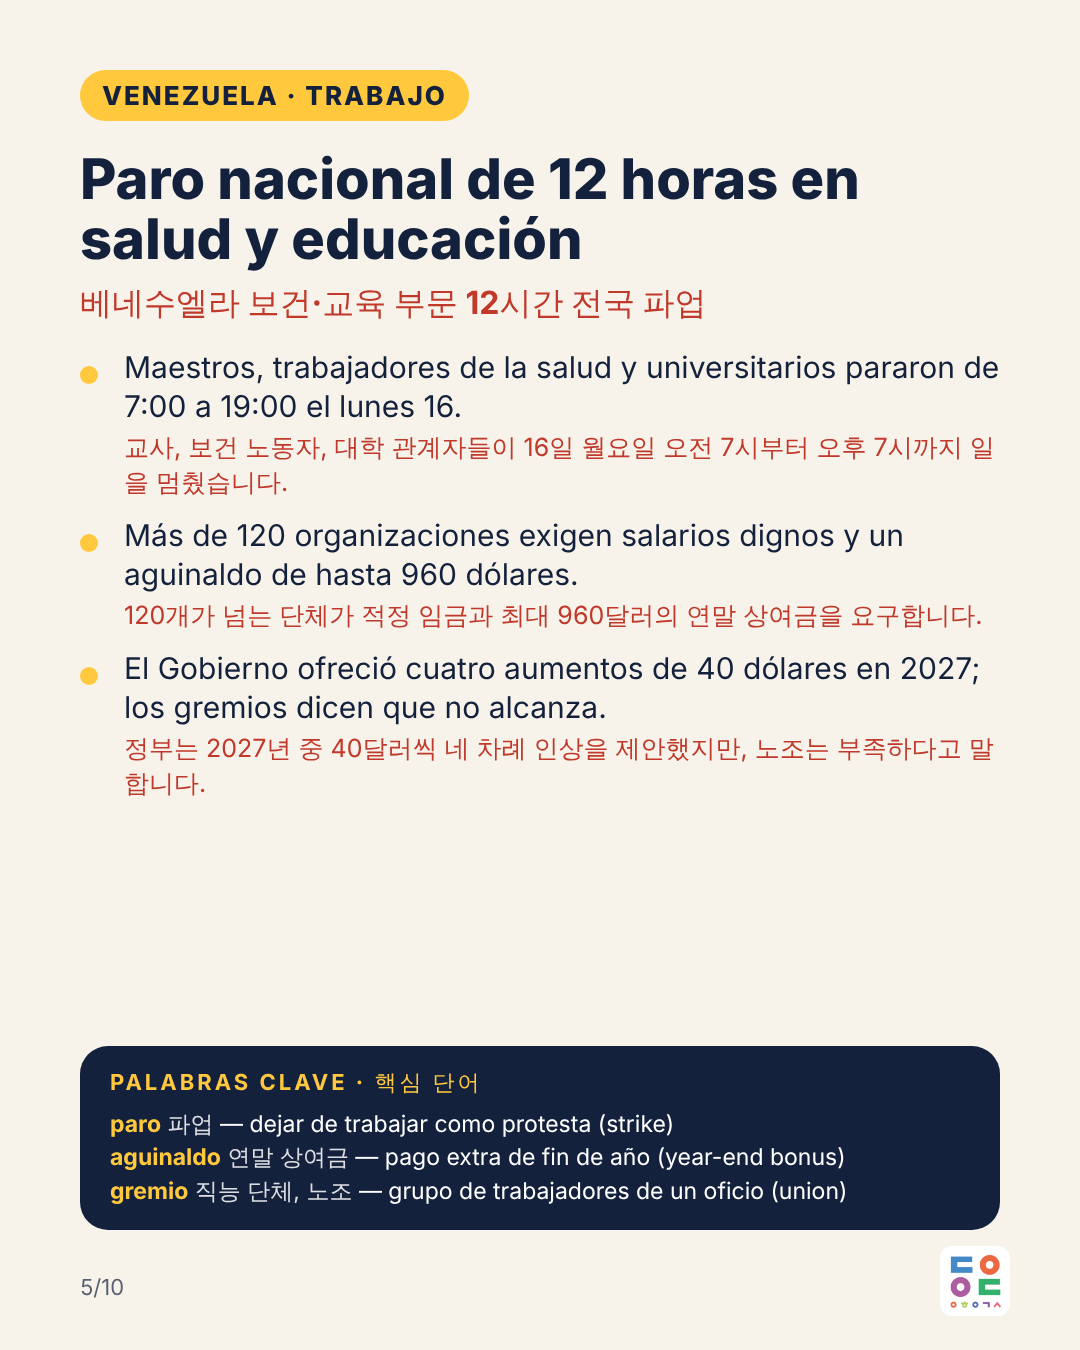 VENEZUELA · TRABAJO
Paro nacional de 12 horas en
salud y educación
베네수엘라 보건·교육 부문 12시간 전국 파업
Maestros, trabajadores de la salud y universitarios pararon de
7:00 a 19:00 el lunes 16.
교사, 보건 노동자, 대학 관계자들이 16일 월요일 오전 7시부터 오후 7시까지 일
을 멈췄습니다.
Más de 120 organizaciones exigen salarios dignos y un
aguinaldo de hasta 960 dólares.
120개가 넘는 단체가 적정 임금과 최대 960달러의 연말 상여금을 요구합니다.
El Gobierno ofreció cuatro aumentos de 40 dólares en 2027;
los gremios dicen que no alcanza.
정부는 2027년 중 40달러씩 네 차례 인상을 제안했지만, 노조는 부족하다고 말
합니다.
PALABRAS CLAVE · 핵심 단어
paro 파업 — dejar de trabajar como protesta (strike)
aguinaldo 연말 상여금 — pago extra de fin de año (year-end bonus)
gremio 직능 단체, 노조 — grupo de trabajadores de un oficio (union)
5/10